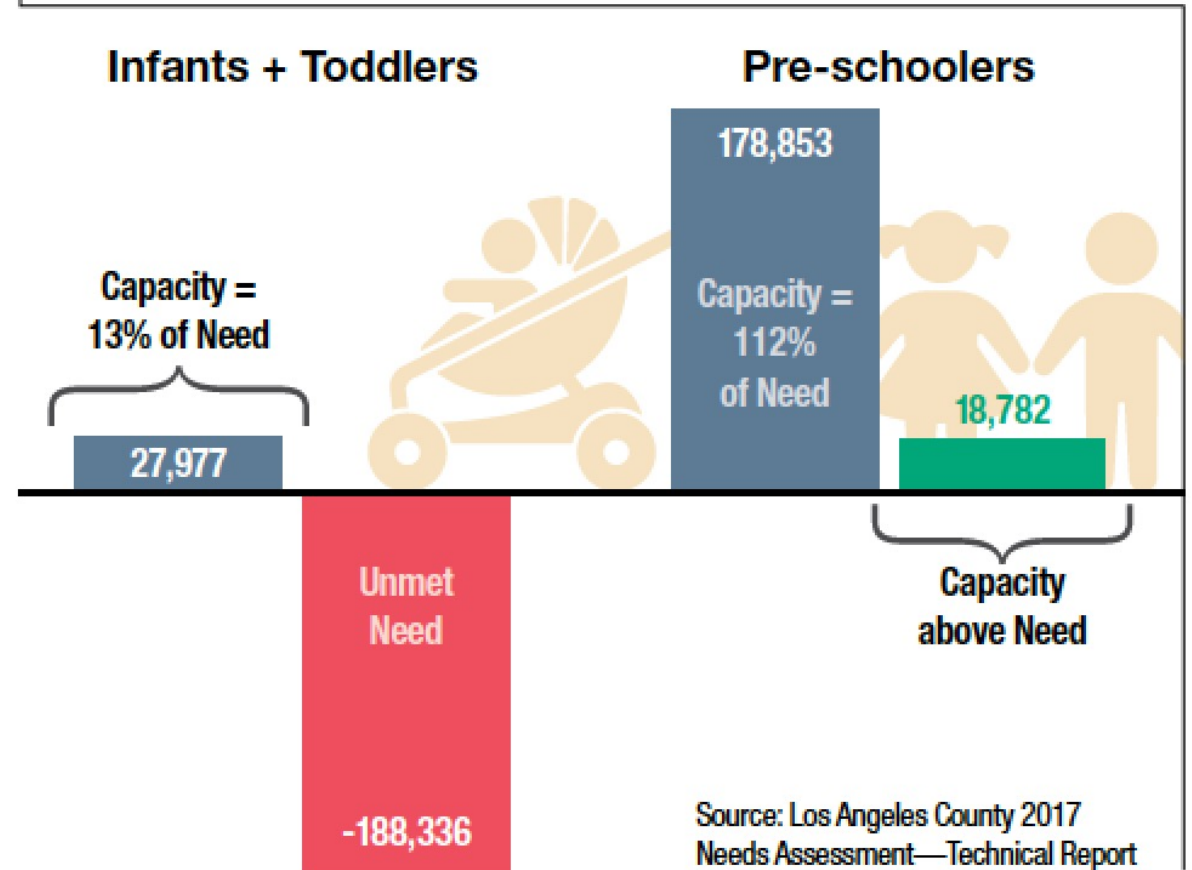 Infants + Toddlers
Capacity =
13% of Need
27,977
Unmet
Need
-188,336
Pre-schoolers
178,853
Capacity =
112%
of Need
18,782
Capacity
above Need
Source: Los Angeles County 2017
Needs Assessment—Technical Report